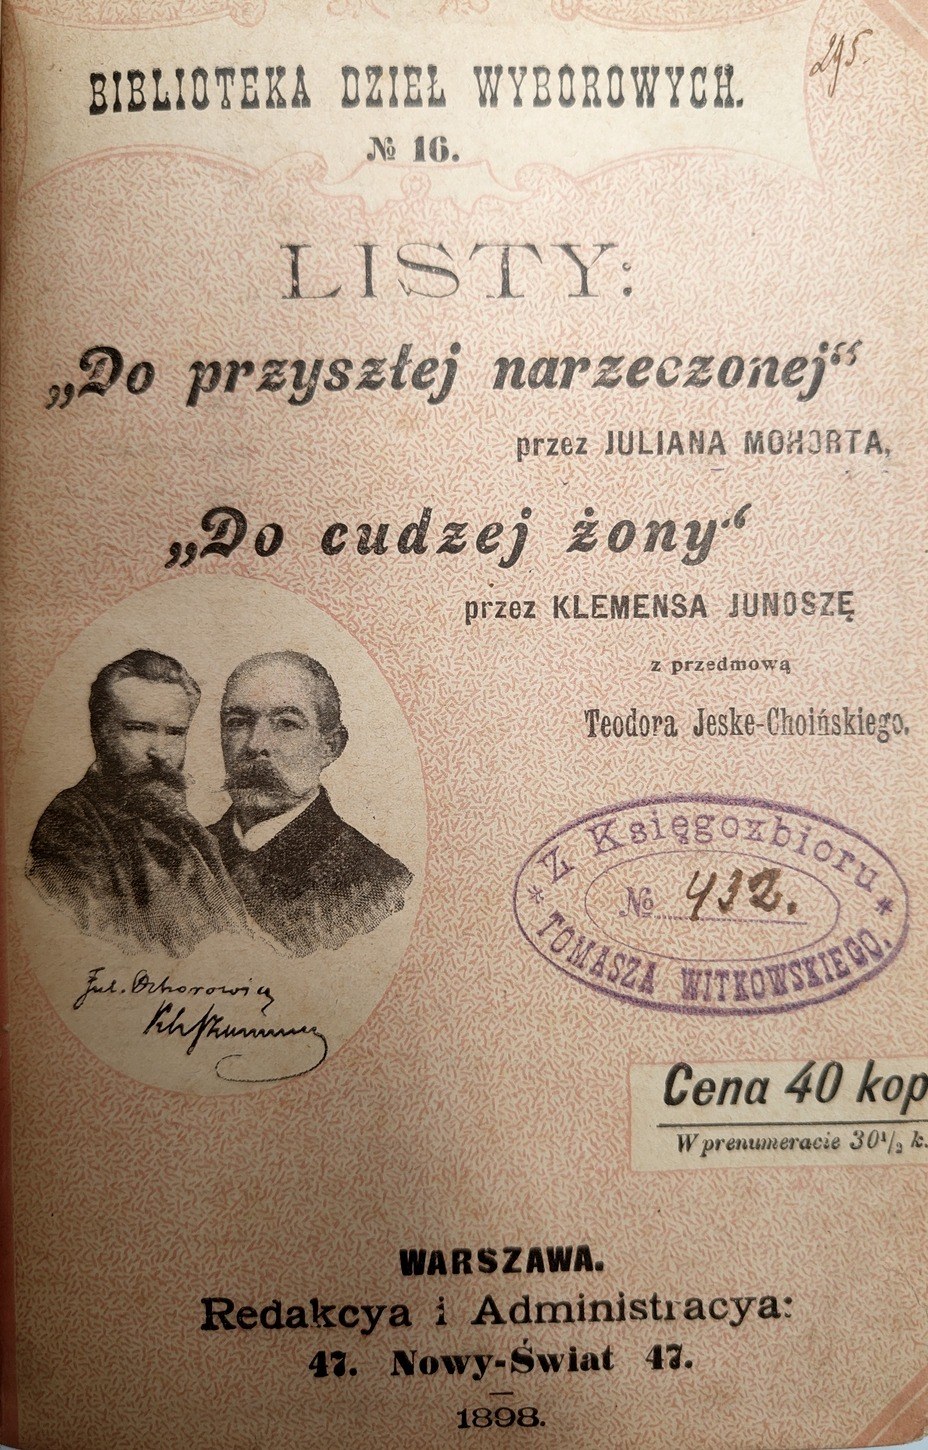 295.
BIBLIOTEKA DZIEŁ WYBOROWYCH.
№ 16.
LISTY:
„Do przyszłej narzeczonej“
przez JULIANA MOHORTA,
„Do cudzej żony“
przez KLEMENSA JUNOSZĘ
z przedmową
Teodora Jeske-Choińskiego.
* Z Księgozbioru *
№ 432.
TOMASZA WITKOWSKIEGO.
Jul. Ochorowicz
Cena 40 kop
W prenumeracie 30½ k.
WARSZAWA.
Redakcya i Administracya:
47. Nowy-Świat 47.
1898.